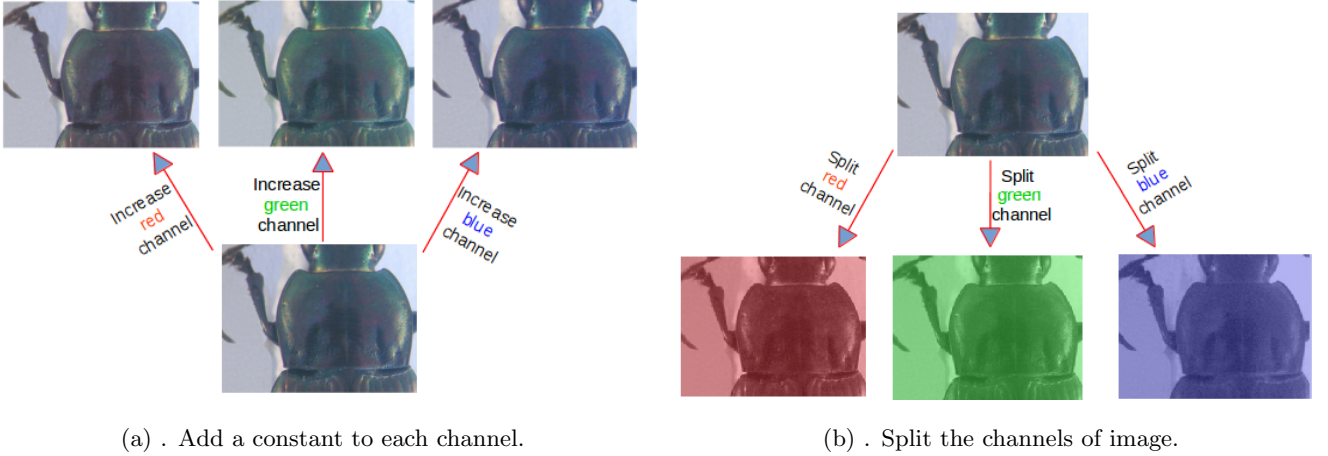 Increase
red
channel
Increase
green
channel
Increase
blue
channel
Split
red
channel
Split
green
channel
Split
blue
channel
(a) . Add a constant to each channel.
(b) . Split the channels of image.